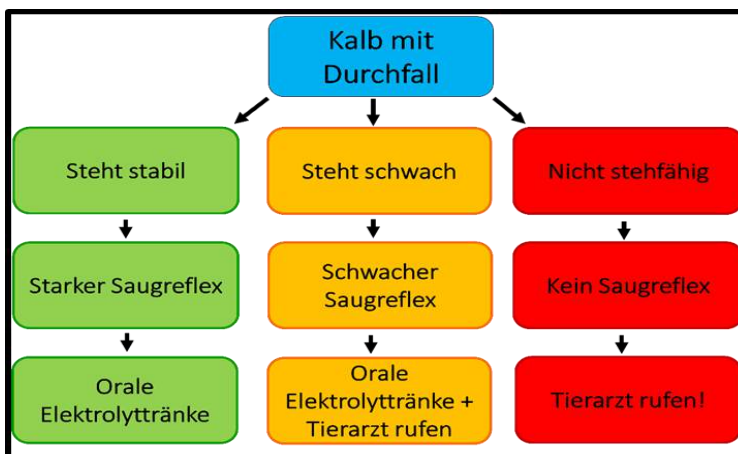 Kalb mit
Durchfall
Steht stabil
Steht schwach
Nicht stehfähig
Starker Saugreflex
Schwacher
Saugreflex
Kein Saugreflex
Orale
Elektrolyttränke
Orale
Elektrolyttränke +
Tierarzt rufen
Tierarzt rufen!